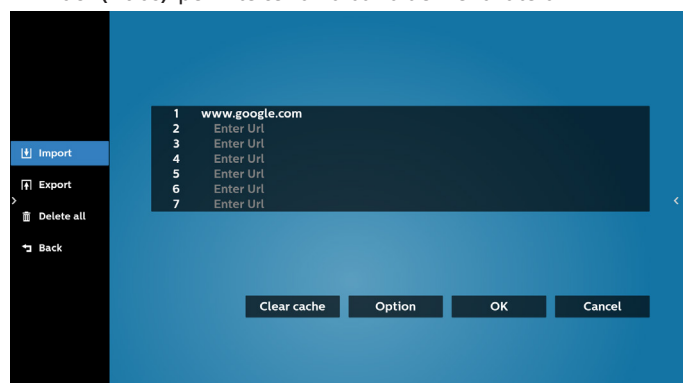 1 www.google.com
2 Enter Url
3 Enter Url
4 Enter Url
5 Enter Url
6 Enter Url
7 Enter Url
Import
Export
Delete all
Back
Clear cache Option OK Cancel